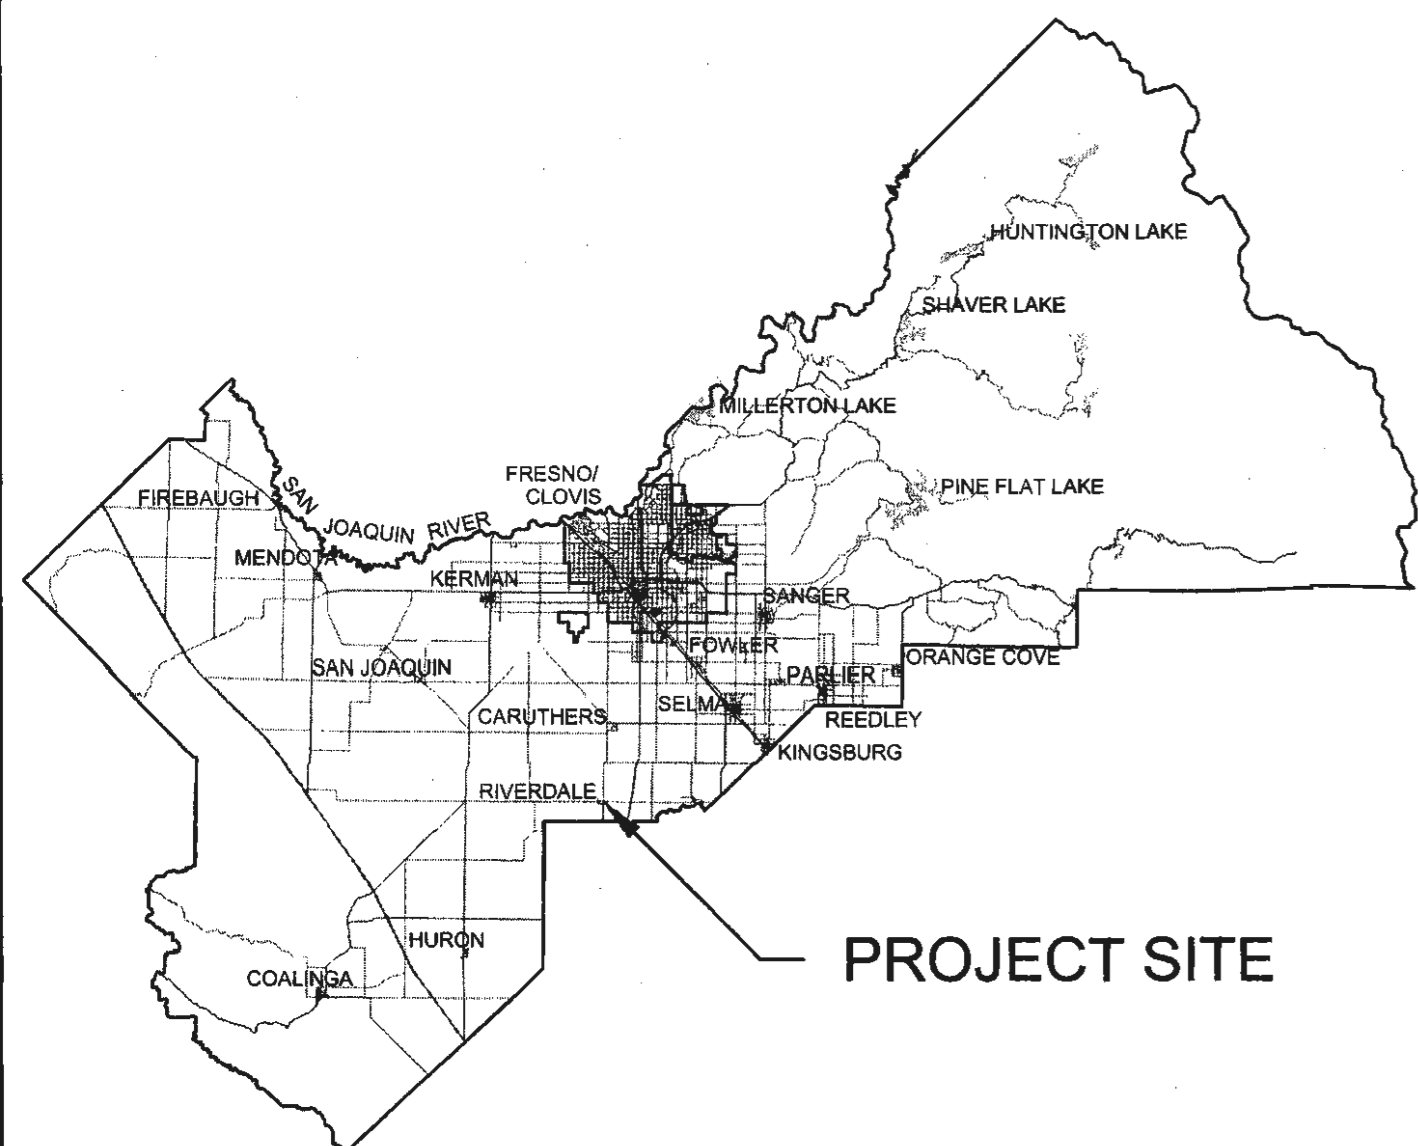 HUNTINGTON LAKE
SHAVER LAKE
MILLERTON LAKE
FRESNO/
CLOVIS
PINE FLAT LAKE
FIREBAUGH
SAN JOAQUIN RIVER
MENDOTA
KERMAN
SANGER
FOWLER
ORANGE COVE
SAN JOAQUIN
PARLIER
SELMA
CARUTHERS
REEDLEY
KINGSBURG
RIVERDALE
HURON
PROJECT SITE
COALINGA